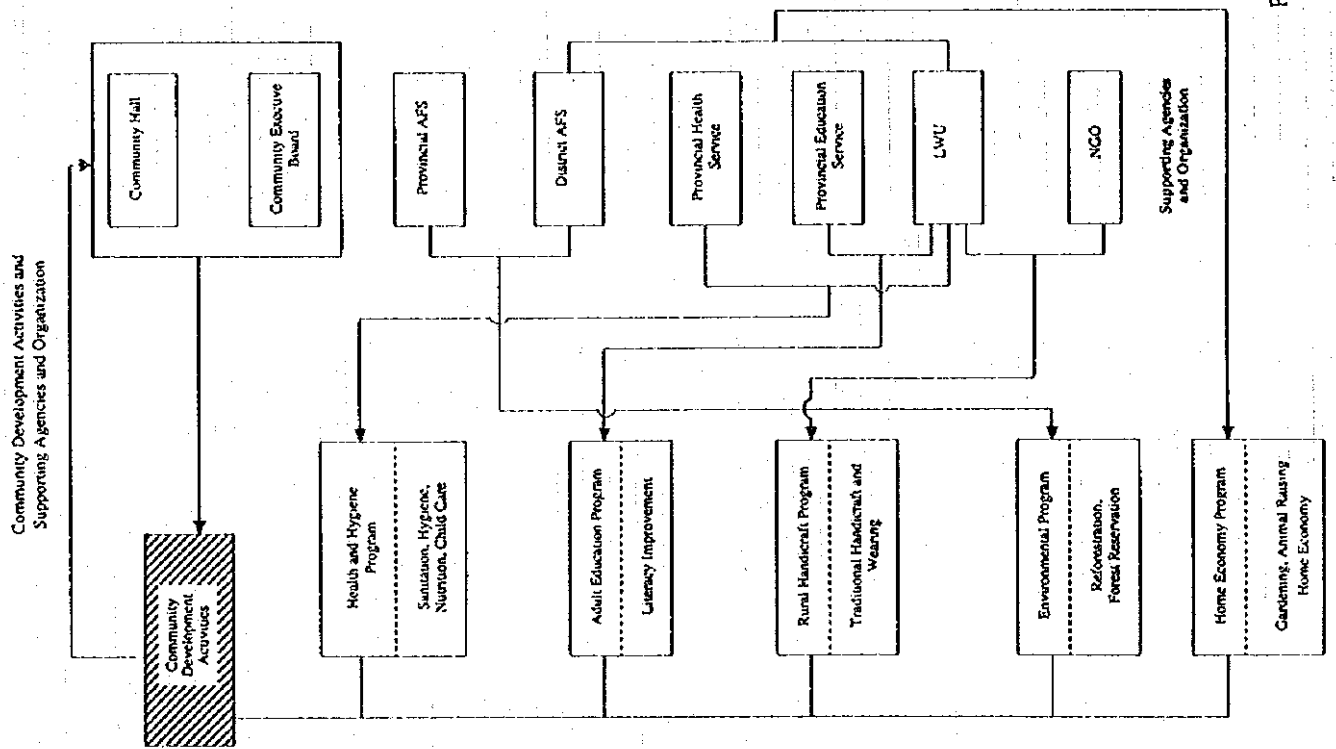 Community Development Activities and
Supporting Agencies and Organization
Community
Development
Activities
Community Hall
Community Executive
Board
Health and Hygiene
Program
Sanitation, Hygiene,
Nutrition, Child Care
Provincial AFS
Adult Education Program
Literacy Improvement
District AFS
Rural Handicraft Program
Traditional Handicraft and
Wearing
Provincial Health
Service
Environmental Program
Reforestration,
Forest Reservation
Provincial Education
Service
Home Economy Program
Gardening, Animal Raising
Home Economy
LWU
NGO
Supporting Agencies
and Organization